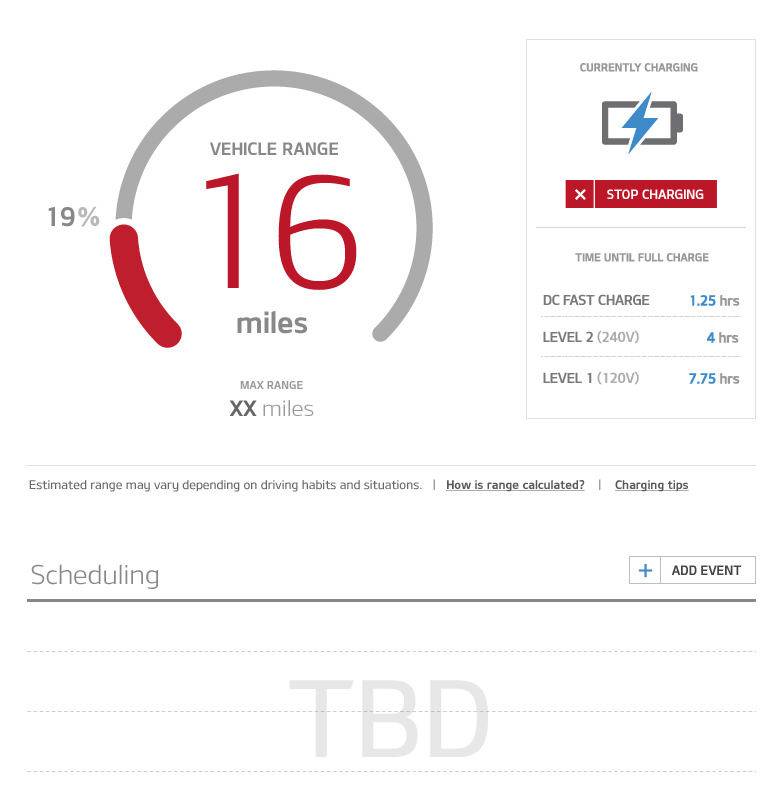 VEHICLE RANGE
16
miles
19%
MAX RANGE
XX miles
CURRENTLY CHARGING
STOP CHARGING
TIME UNTIL FULL CHARGE
DC FAST CHARGE 1.25 hrs
LEVEL 2 (240V) 4 hrs
LEVEL 1 (120V) 7.75 hrs
Estimated range may vary depending on driving habits and situations. | How is range calculated? | Charging tips
Scheduling
ADD EVENT
TBD